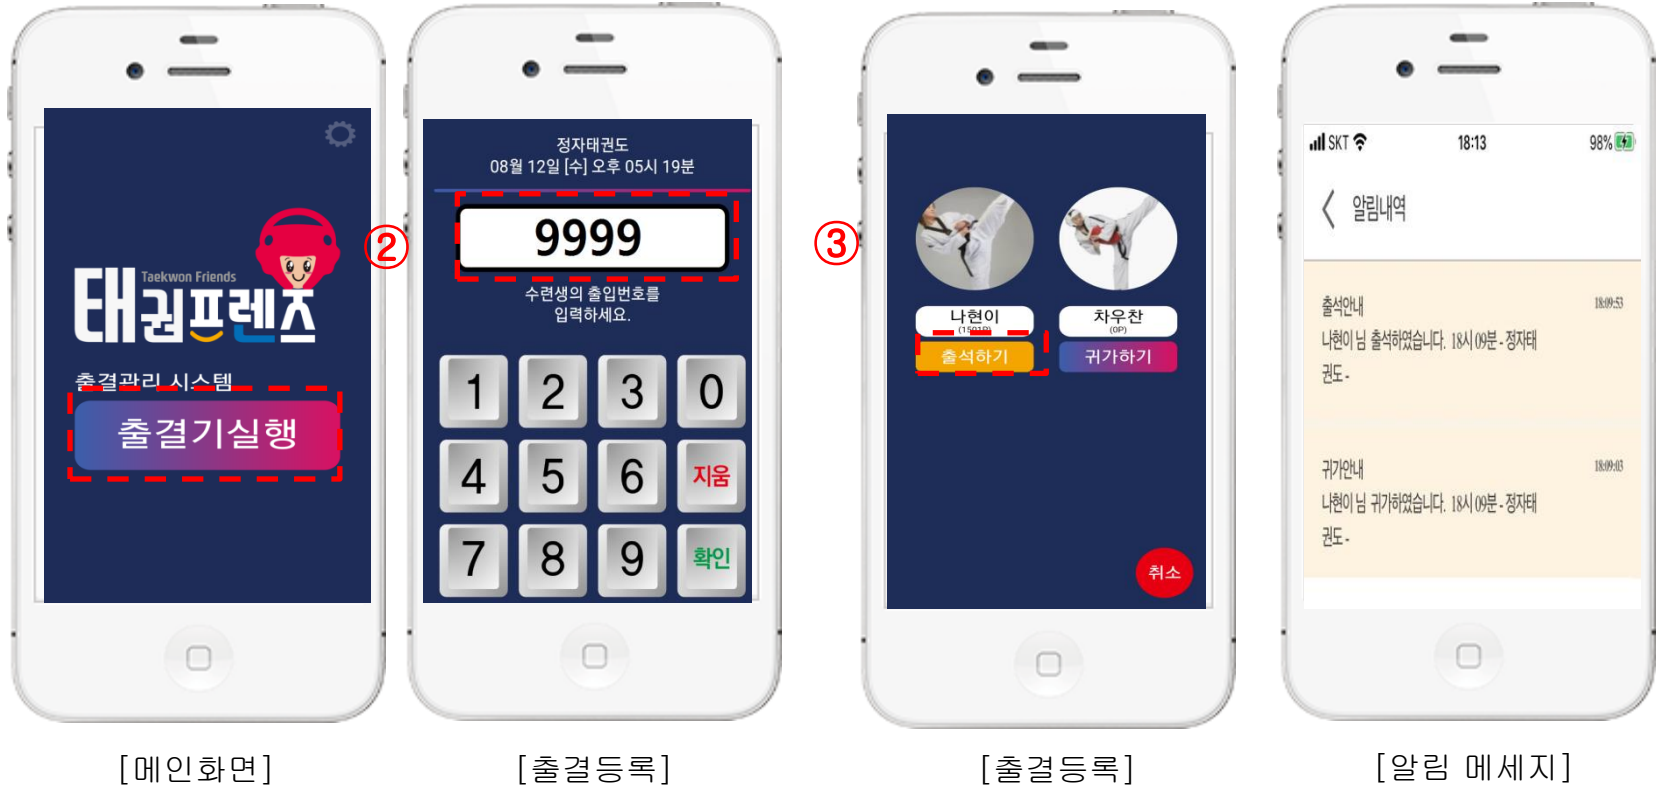 Taekwon Friends
태권프렌즈
출결관리 시스템
출결기실행
[메인화면]
②
정자태권도
08월 12일 [수] 오후 05시 19분
9999
수련생의 출입번호를
입력하세요.
1 2 3 0
4 5 6 지움
7 8 9 확인
[출결등록]
③
나현이 차우찬
(1501P) (0P)
출석하기 귀가하기
취소
[출결등록]
SKT 18:13 98%
알림내역
출석안내 18:09:53
나현이 님 출석하였습니다. 18시 09분 - 정자태
권도 -
귀가안내 18:09:03
나현이 님 귀가하였습니다. 18시 09분 - 정자태
권도 -
[알림 메세지]